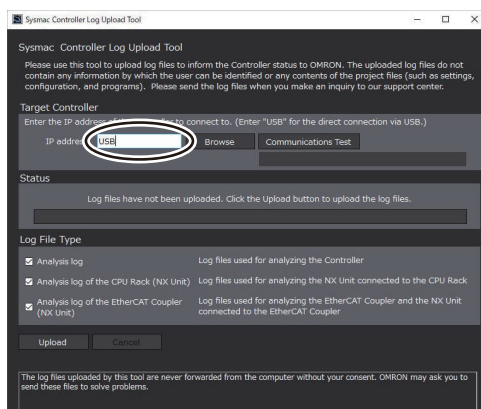 Sysmac Controller Log Upload Tool
Sysmac Controller Log Upload Tool
Please use this tool to upload log files to inform the Controller status to OMRON. The uploaded log files do not
contain any information by which the user can be identified or any contents of the project files (such as settings,
configuration, and programs). Please send the log files when you make an inquiry to our support center.
Target Controller
Enter the IP address of the to connect to. (Enter "USB" for the direct connection via USB.)
IP address USB Browse Communications Test
Status
Log files have not been uploaded. Click the Upload button to upload the log files.
Log File Type
Analysis log Log files used for analyzing the Controller
Analysis log of the CPU Rack (NX Unit) Log files used for analyzing the NX Unit connected to the CPU Rack
Analysis log of the EtherCAT Coupler Log files used for analyzing the EtherCAT Coupler and the NX Unit
(NX Unit) connected to the EtherCAT Coupler
Upload Cancel
The log files uploaded by this tool are never forwarded from the computer without your consent. OMRON may ask you to
send these files to solve problems.